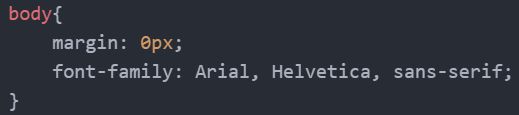 body{
    margin: 0px;
    font-family: Arial, Helvetica, sans-serif;
}